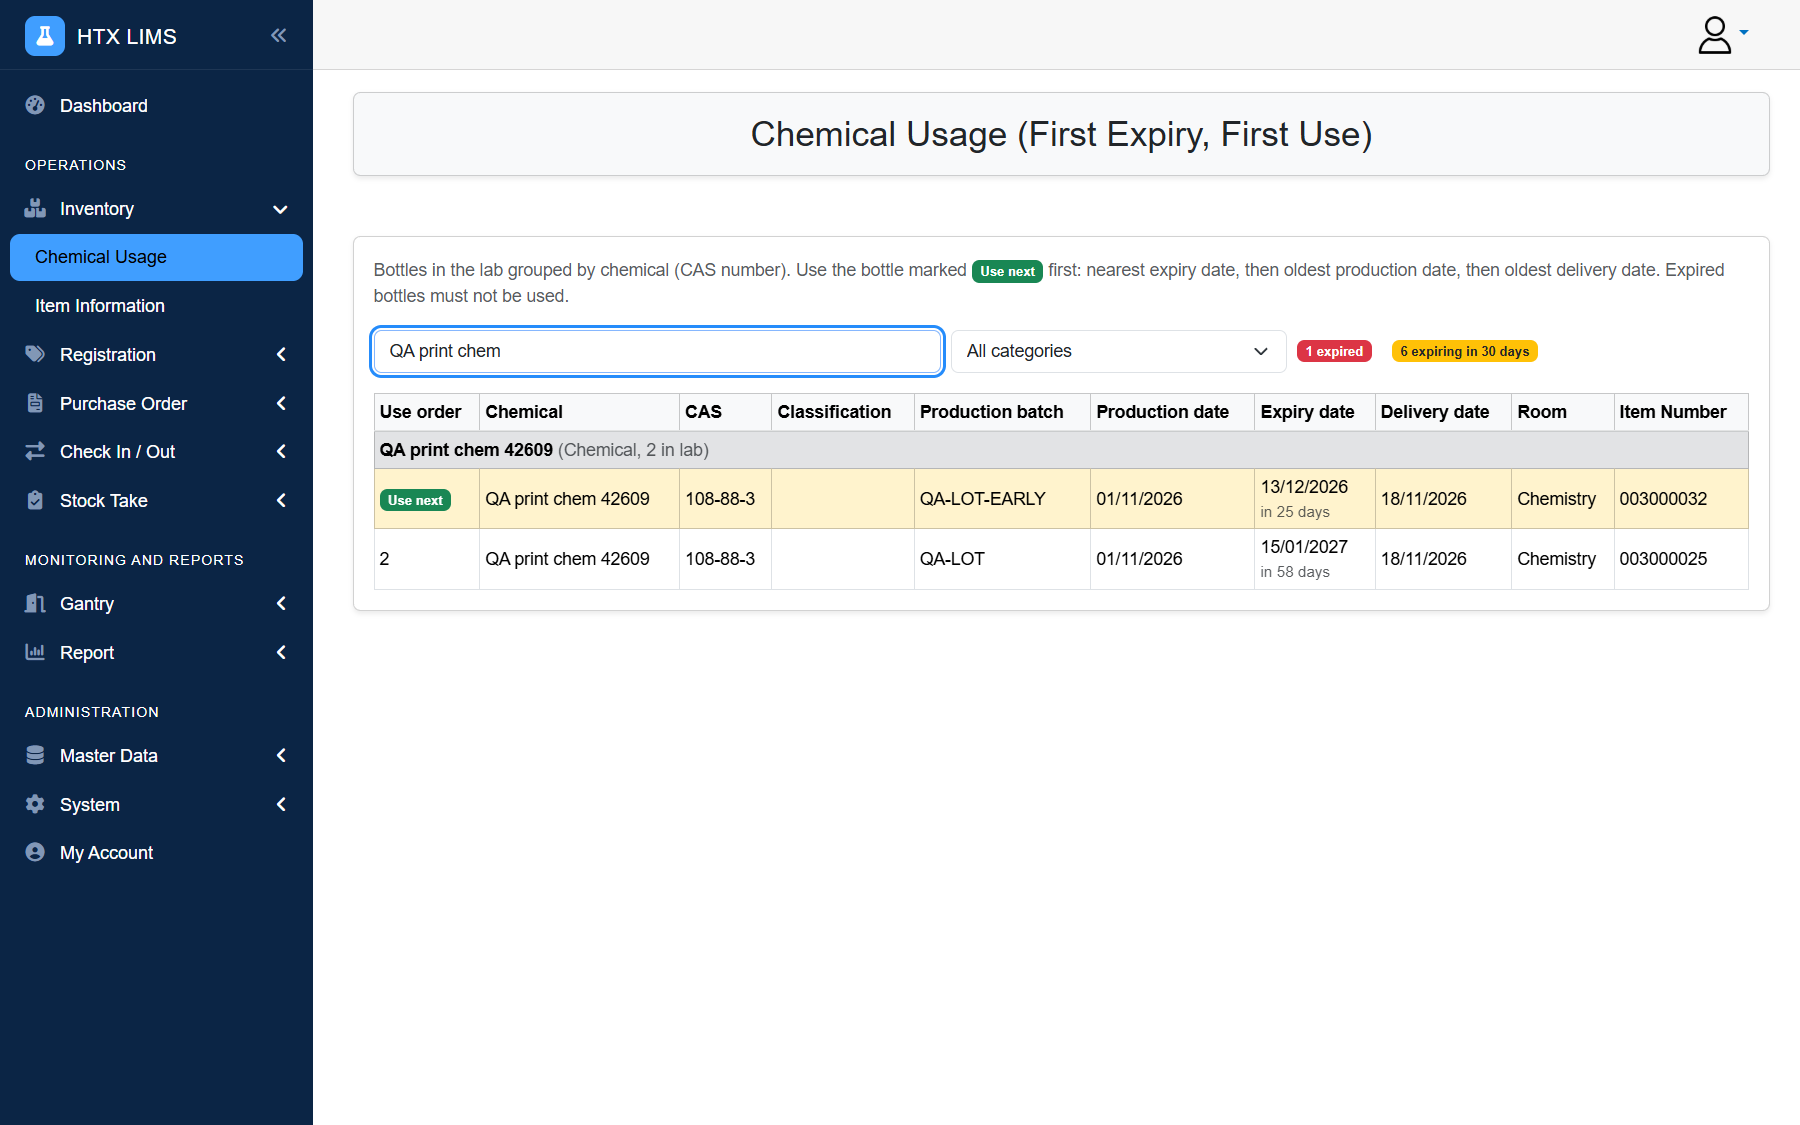 HTX LIMS
Dashboard
OPERATIONS
Inventory
Chemical Usage
Item Information
Registration
Purchase Order
Check In / Out
Stock Take
MONITORING AND REPORTS
Gantry
Report
ADMINISTRATION
Master Data
System
My Account
Chemical Usage (First Expiry, First Use)
Bottles in the lab grouped by chemical (CAS number). Use the bottle marked Use next first: nearest expiry date, then oldest production date, then oldest delivery date. Expired
bottles must not be used.
QA print chem All categories 1 expired 6 expiring in 30 days
Use order Chemical CAS Classification Production batch Production date Expiry date Delivery date Room Item Number
QA print chem 42609 (Chemical, 2 in lab)
Use next QA print chem 42609 108-88-3 QA-LOT-EARLY 01/11/2026 13/12/2026 18/11/2026 Chemistry 003000032
in 25 days
2 QA print chem 42609 108-88-3 QA-LOT 01/11/2026 15/01/2027 18/11/2026 Chemistry 003000025
in 58 days